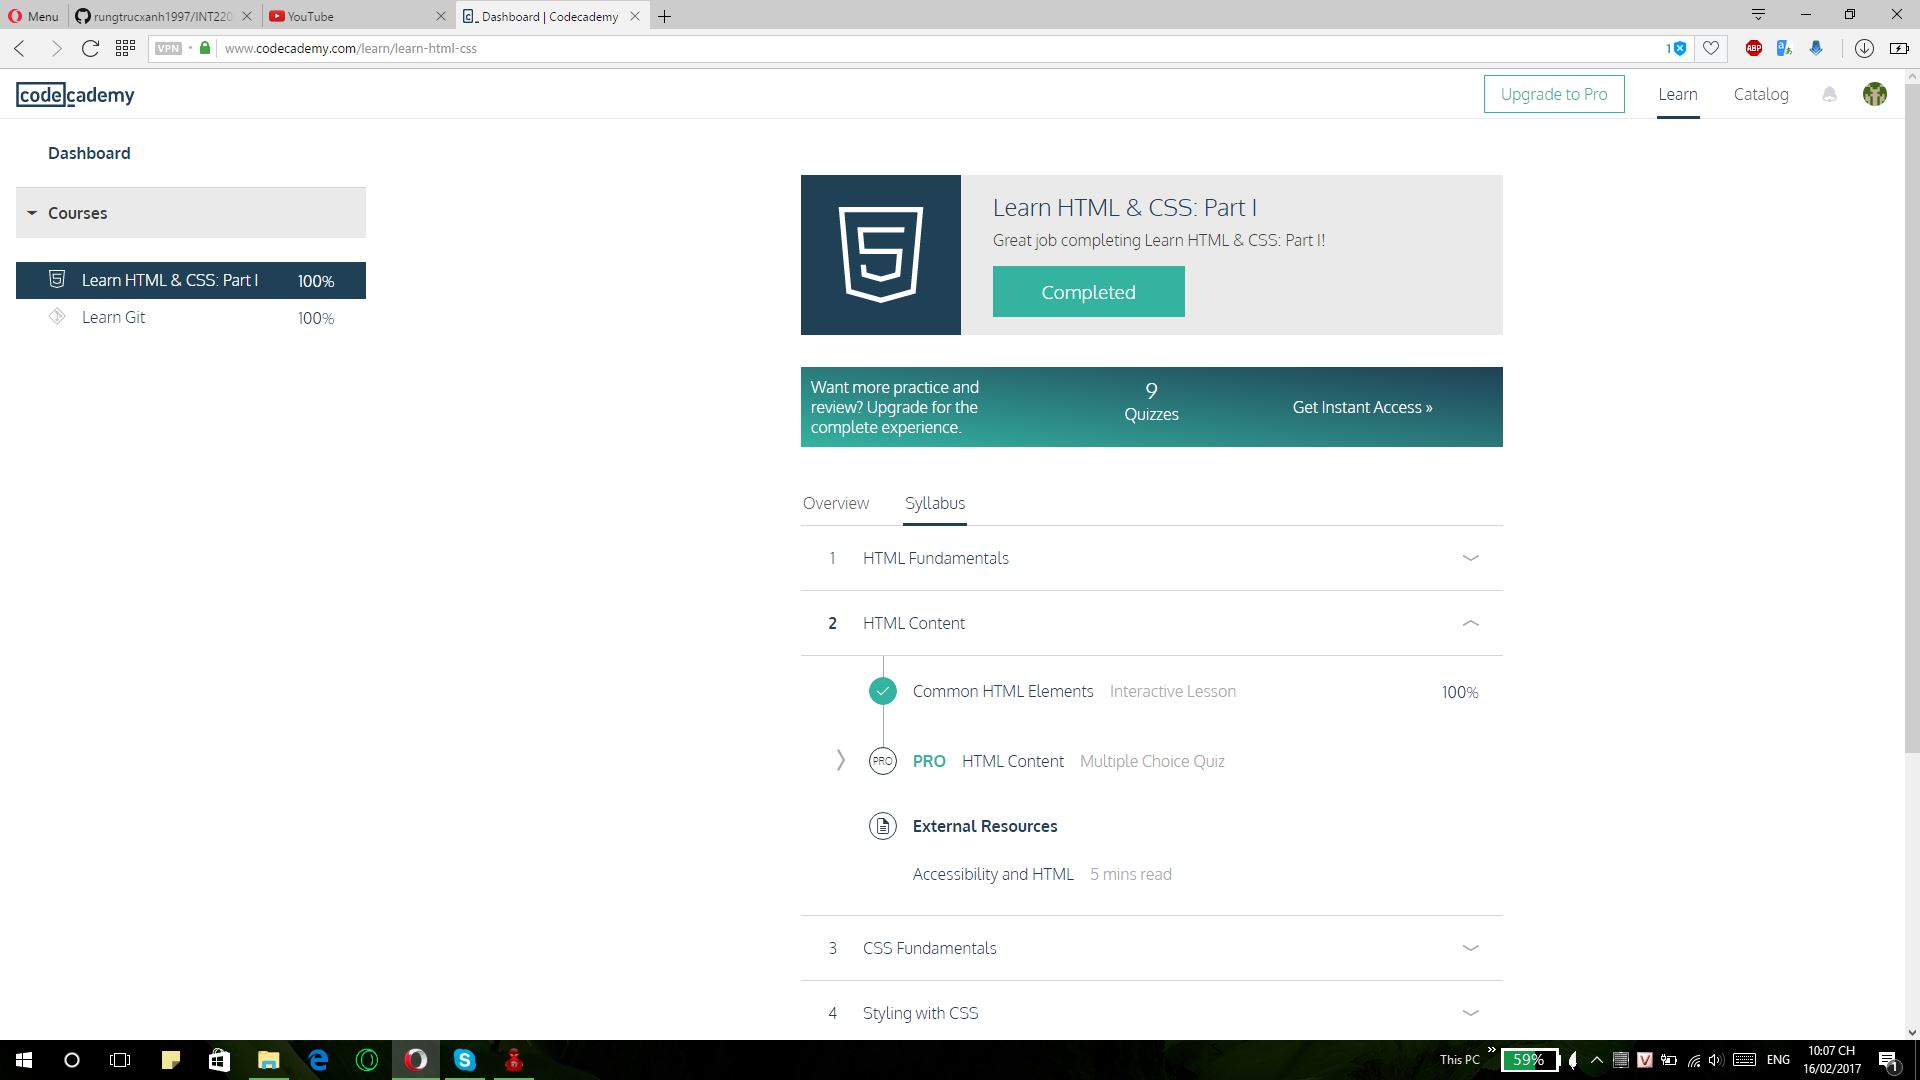 Menu
rungtrucxanh1997/INT220
YouTube
Dashboard | Codecademy
VPN
www.codecademy.com/learn/learn-html-css
1
ABP
codecademy
Upgrade to Pro
Learn
Catalog
Dashboard
Courses
Learn HTML & CSS: Part I 100%
Learn Git 100%
Learn HTML & CSS: Part I
Great job completing Learn HTML & CSS: Part I!
Completed
Want more practice and
review? Upgrade for the
complete experience.
9
Quizzes
Get Instant Access »
Overview
Syllabus
1 HTML Fundamentals
2 HTML Content
Common HTML Elements Interactive Lesson 100%
PRO PRO HTML Content Multiple Choice Quiz
External Resources
Accessibility and HTML 5 mins read
3 CSS Fundamentals
4 Styling with CSS
This PC
59%
ENG
10:07 CH
16/02/2017
1